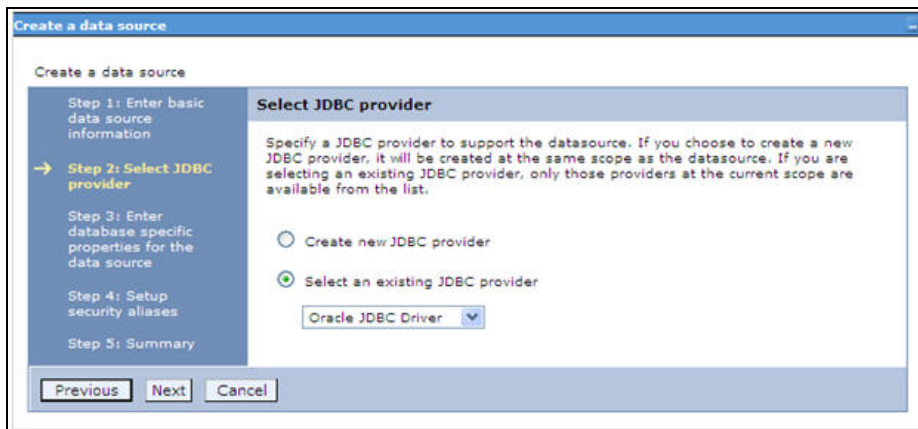 Create a data source
Create a data source
Step 1: Enter basic
data source
information
Step 2: Select JDBC
provider
Step 3: Enter
database specific
properties for the
data source
Step 4: Setup
security aliases
Step 5: Summary
Select JDBC provider
Specify a JDBC provider to support the datasource. If you choose to create a new
JDBC provider, it will be created at the same scope as the datasource. If you are
selecting an existing JDBC provider, only those providers at the current scope are
available from the list.
Create new JDBC provider
Select an existing JDBC provider
Oracle JDBC Driver
Previous Next Cancel